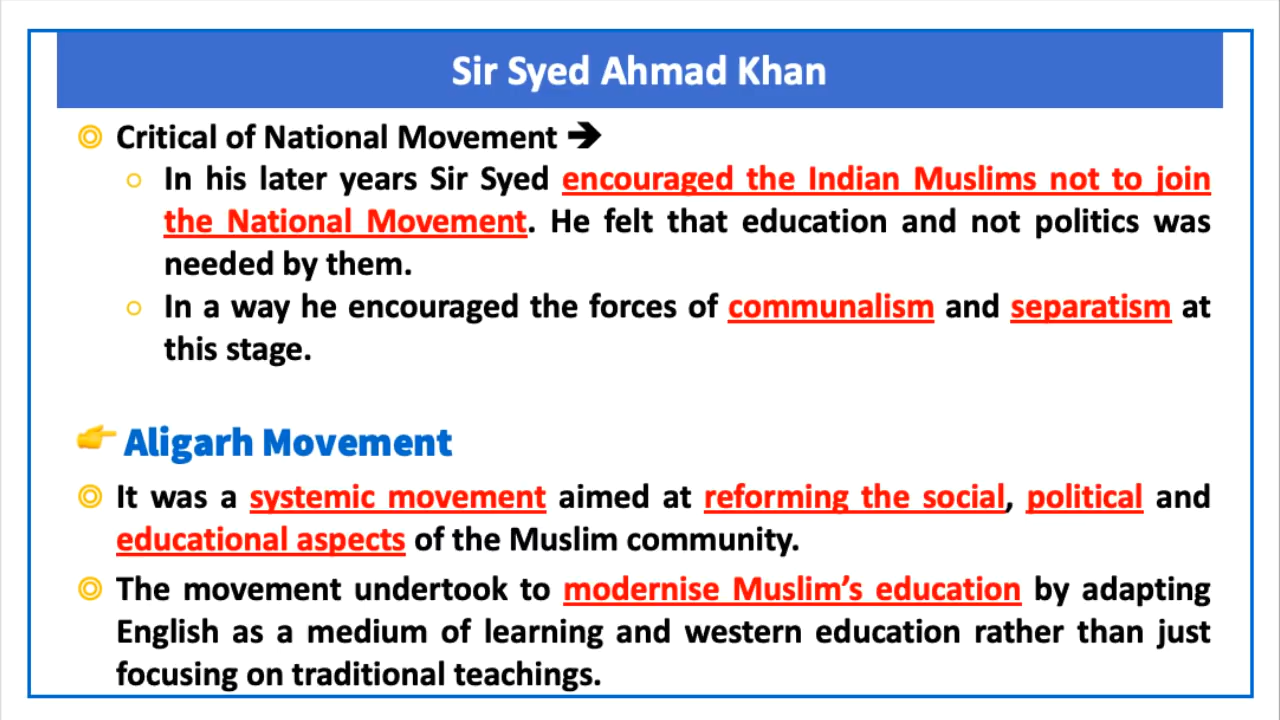 Sir Syed Ahmad Khan
Critical of National Movement ➔
In his later years Sir Syed encouraged the Indian Muslims not to join
the National Movement. He felt that education and not politics was
needed by them.
In a way he encouraged the forces of communalism and separatism at
this stage.
Aligarh Movement
It was a systemic movement aimed at reforming the social, political and
educational aspects of the Muslim community.
The movement undertook to modernise Muslim’s education by adapting
English as a medium of learning and western education rather than just
focusing on traditional teachings.